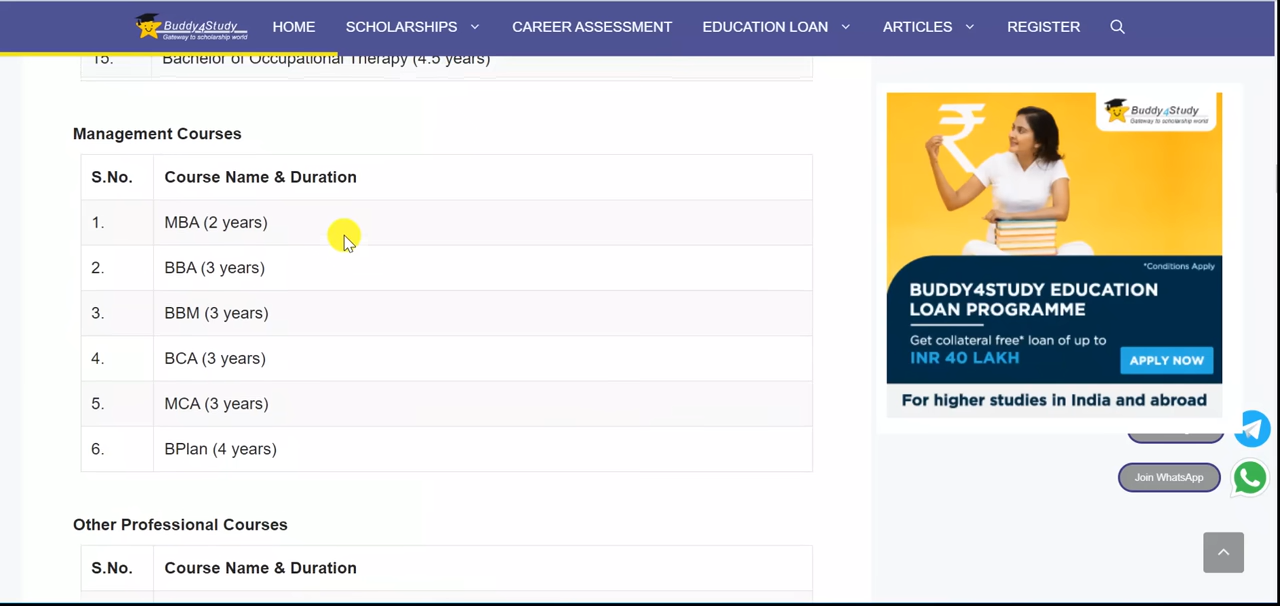 Buddy4Study
Gateway to scholarship world
HOME
SCHOLARSHIPS
CAREER ASSESSMENT
EDUCATION LOAN
ARTICLES
REGISTER
15. Bachelor of Occupational Therapy (4.5 years)
Management Courses
S.No. Course Name & Duration
1. MBA (2 years)
2. BBA (3 years)
3. BBM (3 years)
4. BCA (3 years)
5. MCA (3 years)
6. BPlan (4 years)
Other Professional Courses
S.No. Course Name & Duration
Buddy4Study
Gateway to scholarship world
*Conditions Apply
BUDDY4STUDY EDUCATION
LOAN PROGRAMME
Get collateral free* loan of up to
INR 40 LAKH
APPLY NOW
For higher studies in India and abroad
Join WhatsApp